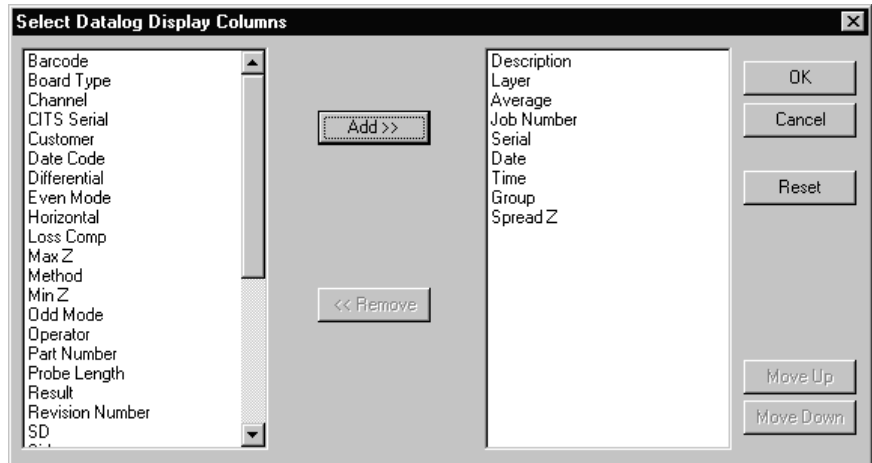 Select Datalog Display Columns
Barcode
Board Type
Channel
CITS Serial
Customer
Date Code
Differential
Even Mode
Horizontal
Loss Comp
Max Z
Method
Min Z
Odd Mode
Operator
Part Number
Probe Length
Result
Revision Number
SD
Add >>
<< Remove
Description
Layer
Average
Job Number
Serial
Date
Time
Group
Spread Z
OK
Cancel
Reset
Move Up
Move Down